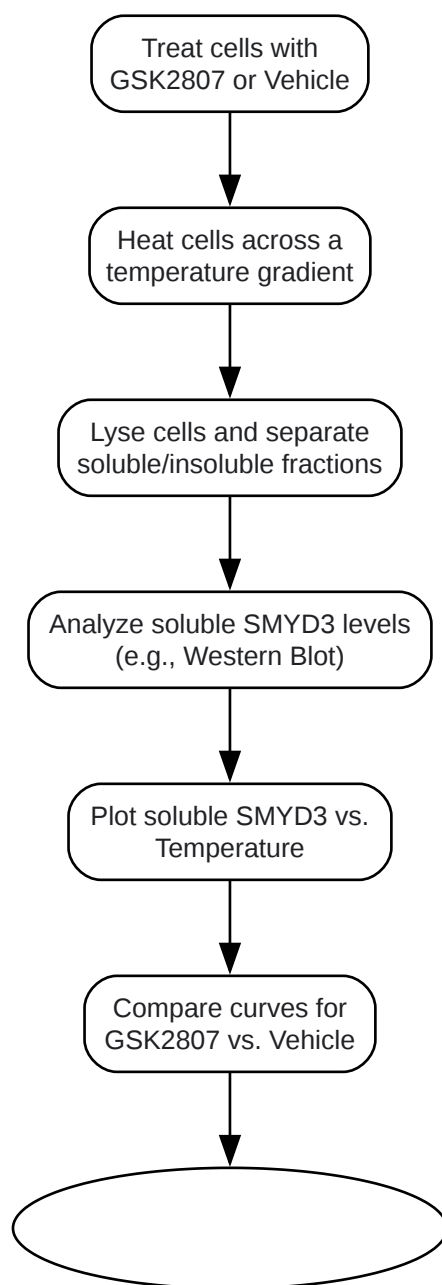 Treat cells with
GSK2807 or Vehicle
Heat cells across a
temperature gradient
Lyse cells and separate
soluble/insoluble fractions
Analyze soluble SMYD3 levels
(e.g., Western Blot)
Plot soluble SMYD3 vs.
Temperature
Compare curves for
GSK2807 vs. Vehicle